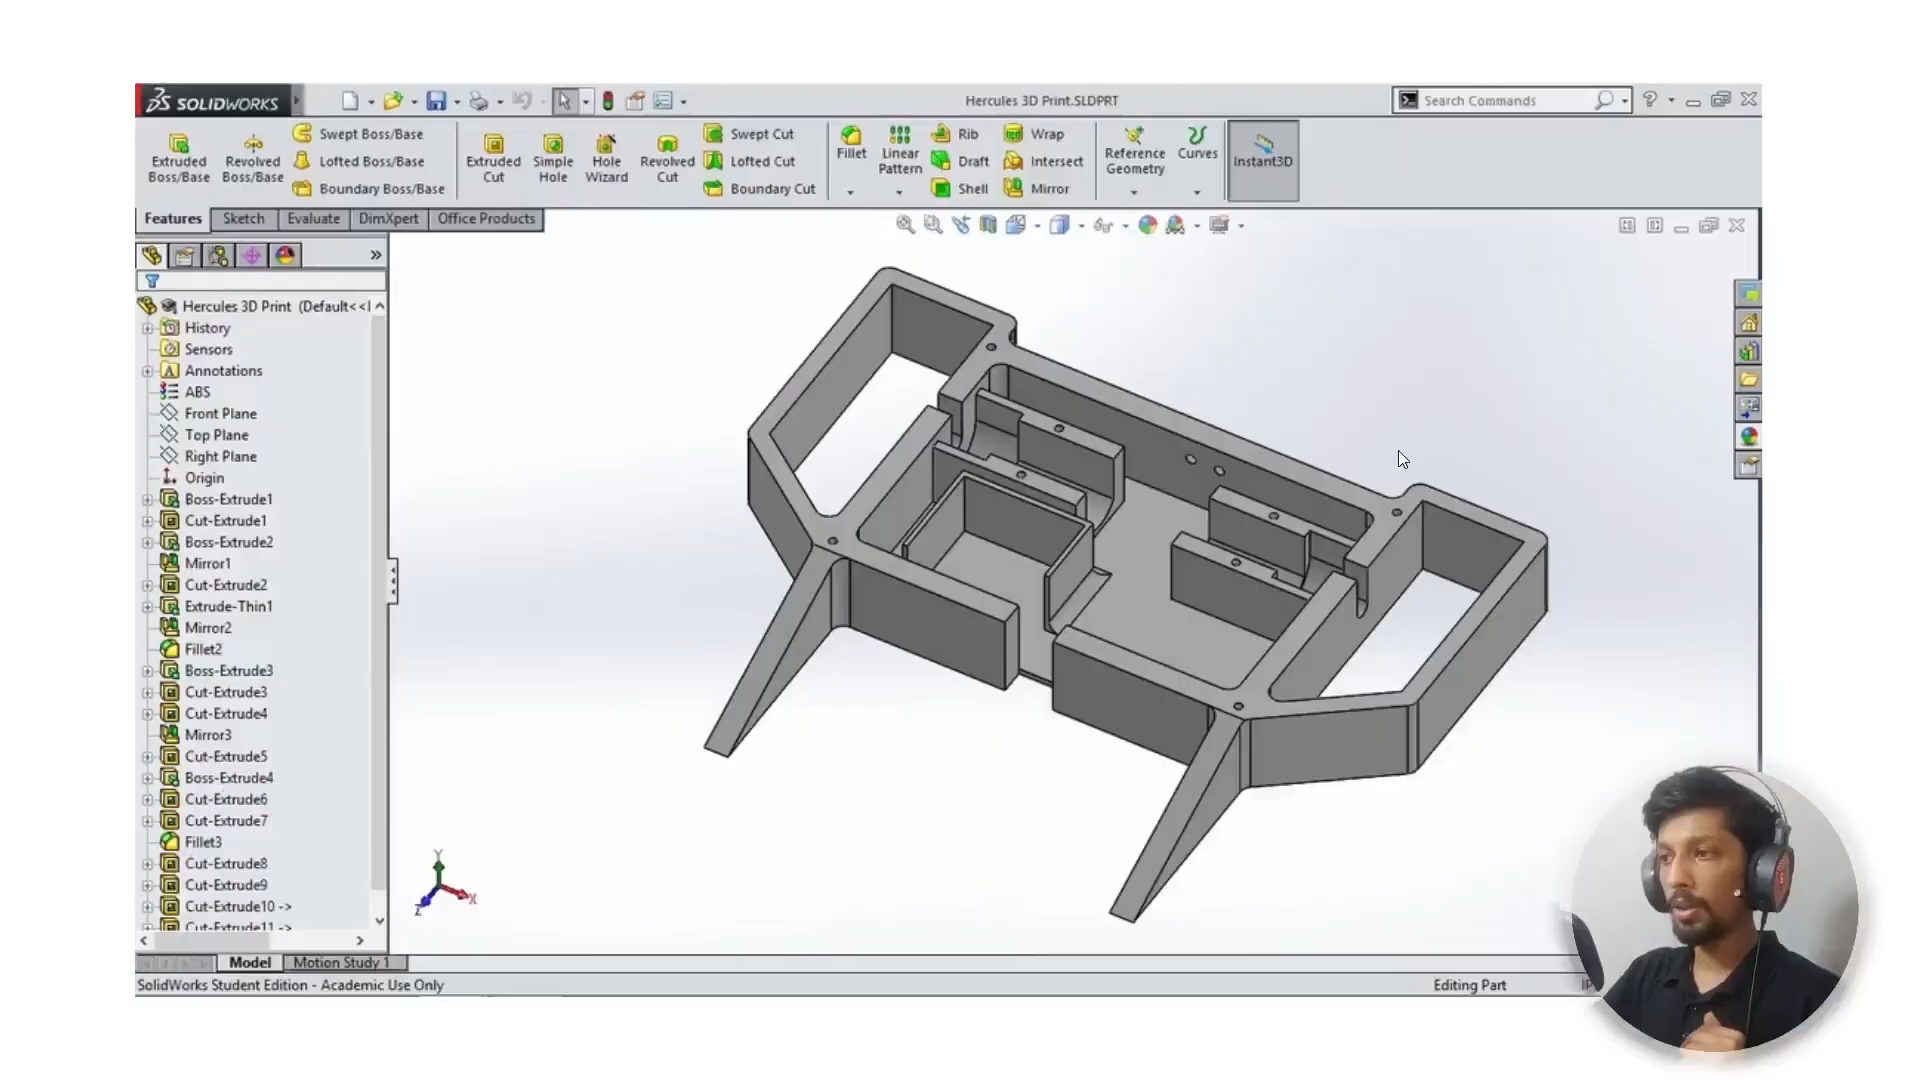 SOLIDWORKS
Hercules 3D Print.SLDPRT
Search Commands
Extruded Boss/Base
Revolved Boss/Base
Swept Boss/Base
Lofted Boss/Base
Boundary Boss/Base
Extruded Cut
Simple Hole
Hole Wizard
Revolved Cut
Swept Cut
Lofted Cut
Boundary Cut
Fillet
Linear Pattern
Rib
Draft
Shell
Wrap
Intersect
Mirror
Reference Geometry
Curves
Instant3D
Features
Sketch
Evaluate
DimXpert
Office Products
Hercules 3D Print (Default<<
History
Sensors
Annotations
ABS
Front Plane
Top Plane
Right Plane
Origin
Boss-Extrude1
Cut-Extrude1
Boss-Extrude2
Mirror1
Cut-Extrude2
Extrude-Thin1
Mirror2
Fillet2
Boss-Extrude3
Cut-Extrude3
Cut-Extrude4
Mirror3
Cut-Extrude5
Boss-Extrude4
Cut-Extrude6
Cut-Extrude7
Fillet3
Cut-Extrude8
Cut-Extrude9
Cut-Extrude10 ->
Cut-Extrude11 ->
Y
X
Z
Model
Motion Study 1
SolidWorks Student Edition - Academic Use Only
Editing Part